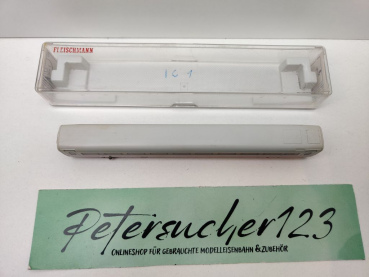 FLEISCHMANN
Petersucher123
ONLINESHOP FÜR GEBRAUCHTE MODELLEISENBAHN & ZUBEHÖR